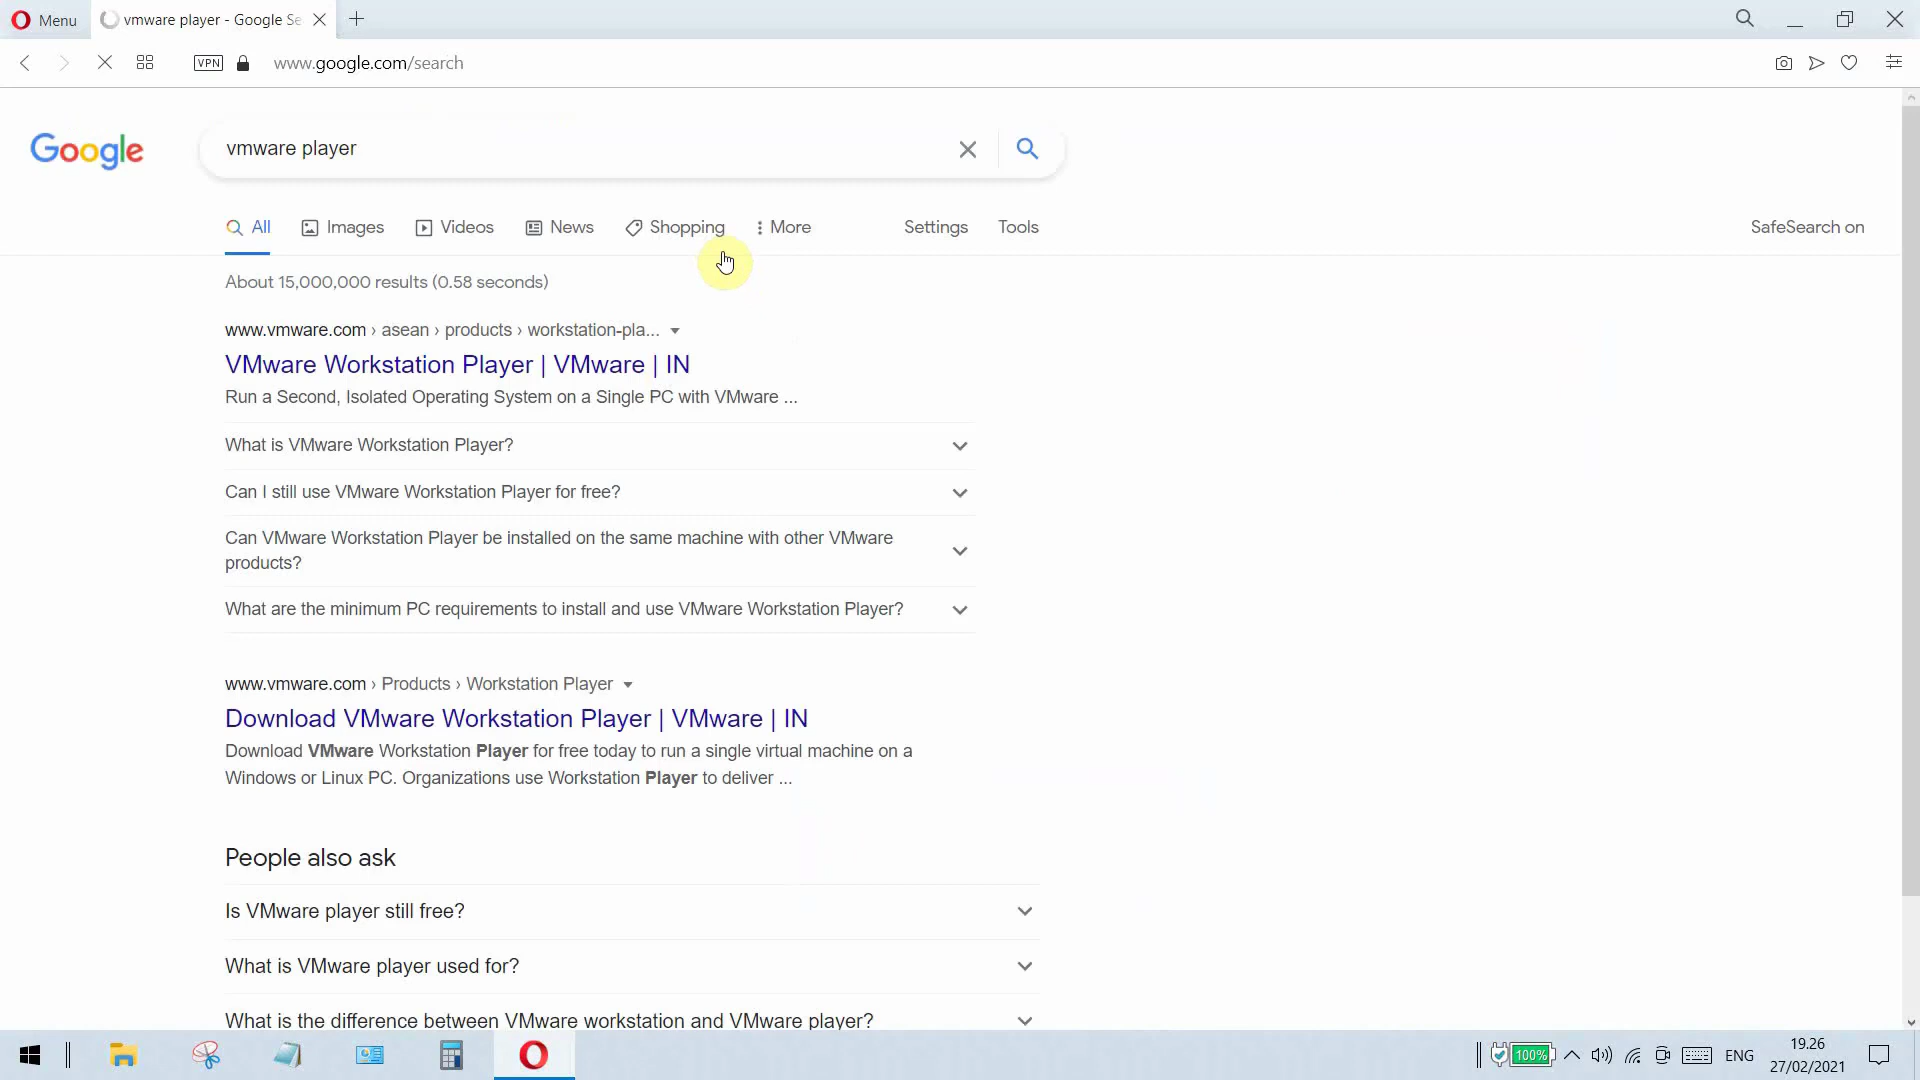 Menu
vmware player - Google Se
VPN
www.google.com/search
Google
vmware player
All
Images
Videos
News
Shopping
More
Settings
Tools
SafeSearch on
About 15,000,000 results (0.58 seconds)
www.vmware.com › asean › products › workstation-pla...
VMware Workstation Player | VMware | IN
Run a Second, Isolated Operating System on a Single PC with VMware ...
What is VMware Workstation Player?
Can I still use VMware Workstation Player for free?
Can VMware Workstation Player be installed on the same machine with other VMware
products?
What are the minimum PC requirements to install and use VMware Workstation Player?
www.vmware.com › Products › Workstation Player
Download VMware Workstation Player | VMware | IN
Download VMware Workstation Player for free today to run a single virtual machine on a
Windows or Linux PC. Organizations use Workstation Player to deliver ...
People also ask
Is VMware player still free?
What is VMware player used for?
What is the difference between VMware workstation and VMware player?
100%
ENG
19.26
27/02/2021